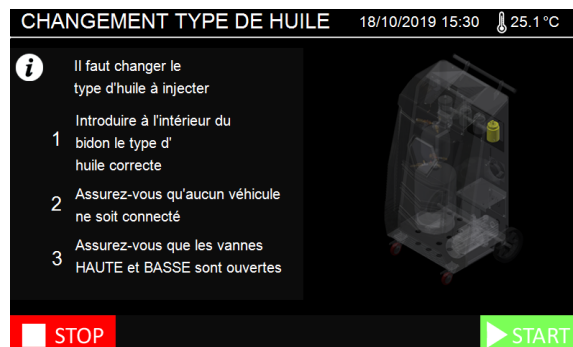 CHANGEMENT TYPE DE HUILE 18/10/2019 15:30 25.1°C
i Il faut changer le
type d'huile à injecter
Introduire à l'intérieur du
1 bidon le type d'
huile correcte
2 Assurez-vous qu'aucun véhicule
ne soit connecté
3 Assurez-vous que les vannes
HAUTE et BASSE sont ouvertes
STOP START